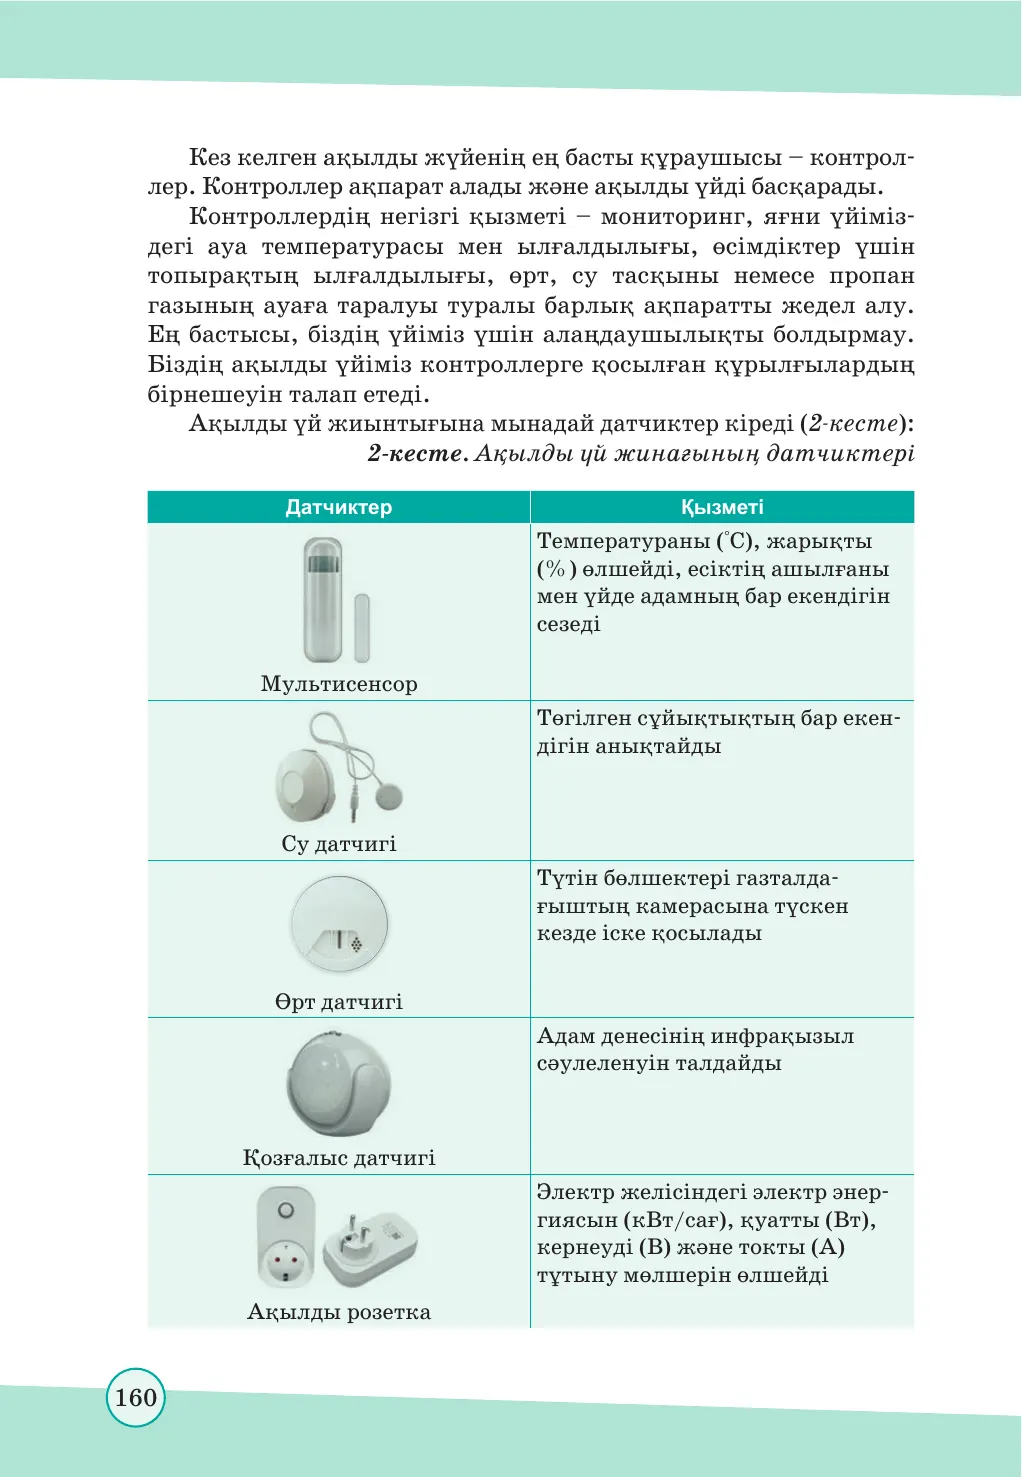 Кез келген ақылды жүйенің ең басты құраушысы – контрол-
лер. Контроллер ақпарат алады және ақылды үйді басқарады.
Контроллердің негізгі қызметі – мониторинг, яғни үйіміз-
дегі ауа температурасы мен ылғалдылығы, өсімдіктер үшін
топырақтың ылғалдылығы, өрт, су тасқыны немесе пропан
газының ауаға таралуы туралы барлық ақпаратты жедел алу.
Ең бастысы, біздің үйіміз үшін алаңдаушылықты болдырмау.
Біздің ақылды үйіміз контроллерге қосылған құрылғылардың
бірнешеуін талап етеді.
Ақылды үй жиынтығына мынадай датчиктер кіреді (2-кесте):
2-кесте. Ақылды үй жинағының датчиктері
Датчиктер
Қызметі
Мультисенсор
Температураны (°С), жарықты
(%) өлшейді, есіктің ашылғаны
мен үйде адамның бар екендігін
сезеді
Су датчигі
Төгілген сұйықтықтың бар екен-
дігін анықтайды
Өрт датчигі
Түтін бөлшектері газталда-
ғыштың камерасына түскен
кезде іске қосылады
Қозғалыс датчигі
Адам денесінің инфрақызыл
сәулеленуін талдайды
Ақылды розетка
Электр желісіндегі электр энер-
гиясын (кВт/сағ), қуатты (Вт),
кернеуді (В) және токты (А)
тұтыну мөлшерін өлшейді
160